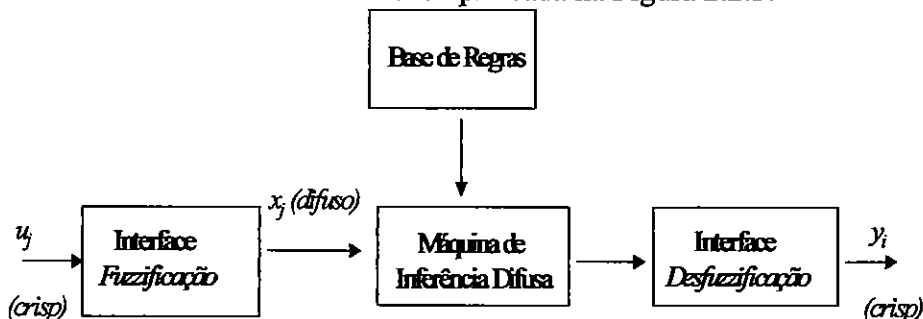 Base de Regras
x_j (difuso)
u_j
Interface
Fuzzificação
Máquina de
Inferência Difusa
Interface
Desfuzzificação
y_i
(crisp)
(crisp)